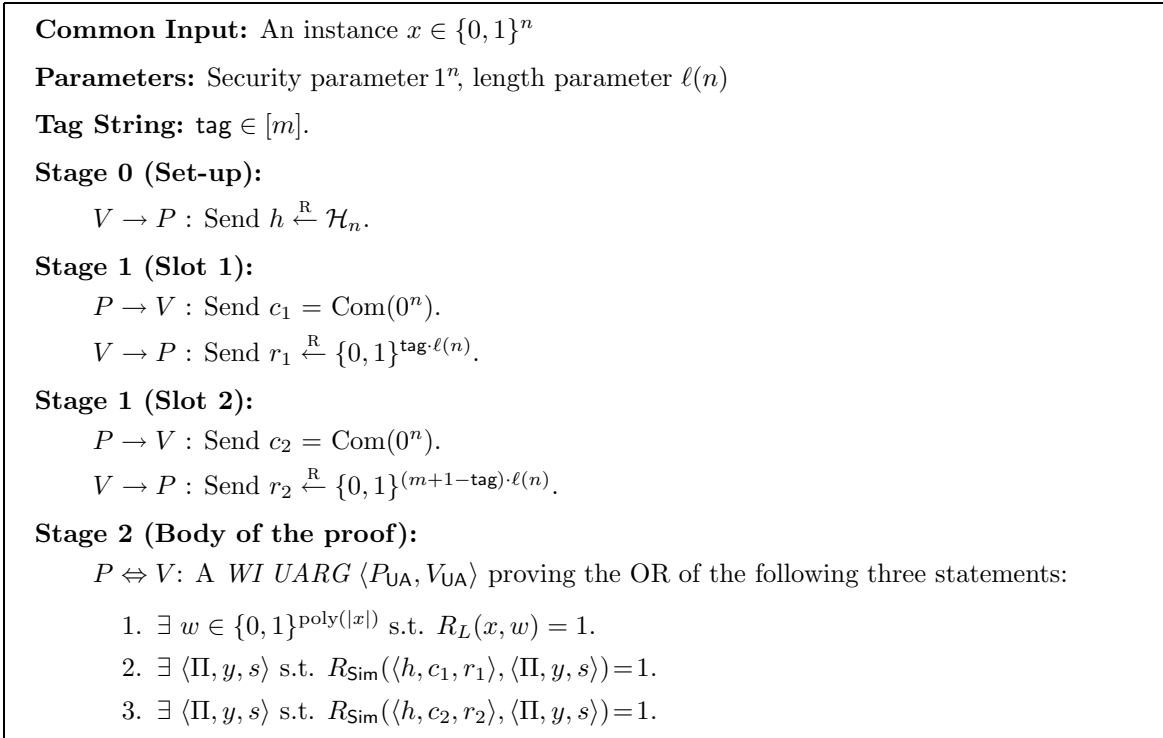 Common Input: An instance x ∈ {0, 1}^n
Parameters: Security parameter 1^n, length parameter ℓ(n)
Tag String: tag ∈ [m].
Stage 0 (Set-up):
V → P : Send h ←^R ℋ_n.
Stage 1 (Slot 1):
P → V : Send c_1 = Com(0^n).
V → P : Send r_1 ←^R {0, 1}^{tag·ℓ(n)}.
Stage 1 (Slot 2):
P → V : Send c_2 = Com(0^n).
V → P : Send r_2 ←^R {0, 1}^{(m+1−tag)·ℓ(n)}.
Stage 2 (Body of the proof):
P ⇔ V: A WI UARG ⟨P_UA, V_UA⟩ proving the OR of the following three statements:
1. ∃ w ∈ {0, 1}^{poly(|x|)} s.t. R_L(x, w) = 1.
2. ∃ ⟨Π, y, s⟩ s.t. R_Sim(⟨h, c_1, r_1⟩, ⟨Π, y, s⟩)=1.
3. ∃ ⟨Π, y, s⟩ s.t. R_Sim(⟨h, c_2, r_2⟩, ⟨Π, y, s⟩)=1.